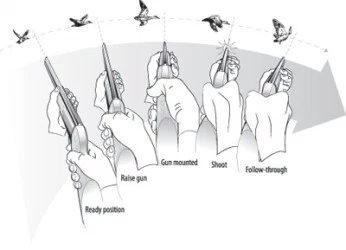 Ready position
Raise gun
Gun mounted
Shoot
Follow-through